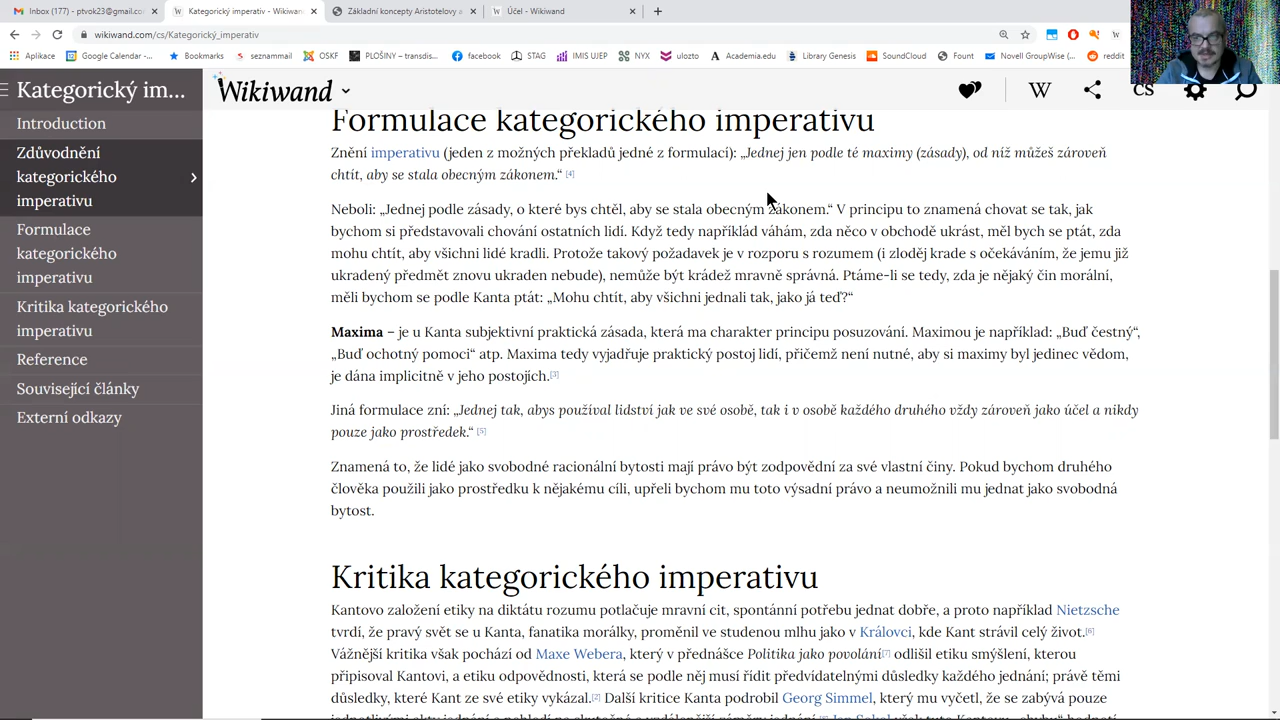 Inbox (177) - ptvok23@gmail.co
Kategorický imperativ - Wikiwan
Základní koncepty Aristotelovy a
Účel - Wikiwand
wikiwand.com/cs/Kategorický_imperativ
Aplikace
Google Calendar -...
Bookmarks
seznammail
OSKF
PLOŠINY — transdis...
facebook
STAG
IMIS UJEP
NYX
ulozto
Academia.edu
Library Genesis
SoundCloud
Fount
Novell GroupWise (...
reddit
Kategorický im...
Wikiwand
W
CS
Introduction
Zdůvodnění
kategorického
imperativu
Formulace
kategorického
imperativu
Kritika kategorického
imperativu
Reference
Související články
Externí odkazy
Formulace kategorického imperativu
Znění imperativu (jeden z možných překladů jedné z formulací): „Jednej jen podle té maximy (zásady), od níž můžeš zároveň
chtít, aby se stala obecným zákonem.“ [4]
Neboli: „Jednej podle zásady, o které bys chtěl, aby se stala obecným zákonem.“ V principu to znamená chovat se tak, jak
bychom si představovali chování ostatních lidí. Když tedy například váhám, zda něco v obchodě ukrást, měl bych se ptát, zda
mohu chtít, aby všichni lidé kradli. Protože takový požadavek je v rozporu s rozumem (i zloděj krade s očekáváním, že jemu již
ukradený předmět znovu ukraden nebude), nemůže být krádež mravně správná. Ptáme-li se tedy, zda je nějaký čin morální,
měli bychom se podle Kanta ptát: „Mohu chtít, aby všichni jednali tak, jako já teď?“
Maxima – je u Kanta subjektivní praktická zásada, která ma charakter principu posuzování. Maximou je například: „Buď čestný“,
„Buď ochotný pomoci“ atp. Maxima tedy vyjadřuje praktický postoj lidí, přičemž není nutné, aby si maximy byl jedinec vědom,
je dána implicitně v jeho postojích.[3]
Jiná formulace zní: „Jednej tak, abys používal lidství jak ve své osobě, tak i v osobě každého druhého vždy zároveň jako účel a nikdy
pouze jako prostředek.“ [5]
Znamená to, že lidé jako svobodné racionální bytosti mají právo být zodpovědní za své vlastní činy. Pokud bychom druhého
člověka použili jako prostředku k nějakému cíli, upřeli bychom mu toto výsadní právo a neumožnili mu jednat jako svobodná
bytost.
Kritika kategorického imperativu
Kantovo založení etiky na diktátu rozumu potlačuje mravní cit, spontánní potřebu jednat dobře, a proto například Nietzsche
tvrdí, že pravý svět se u Kanta, fanatika morálky, proměnil ve studenou mlhu jako v Královci, kde Kant strávil celý život.[6]
Vážnější kritika však pochází od Maxe Webera, který v přednášce Politika jako povolání[7] odlišil etiku smýšlení, kterou
připisoval Kantovi, a etiku odpovědnosti, která se podle něj musí řídit předvídatelnými důsledky každého jednání; právě těmi
důsledky, které Kant ze své etiky vykázal.[2] Další kritice Kanta podrobil Georg Simmel, který mu vyčetl, že se zabývá pouze